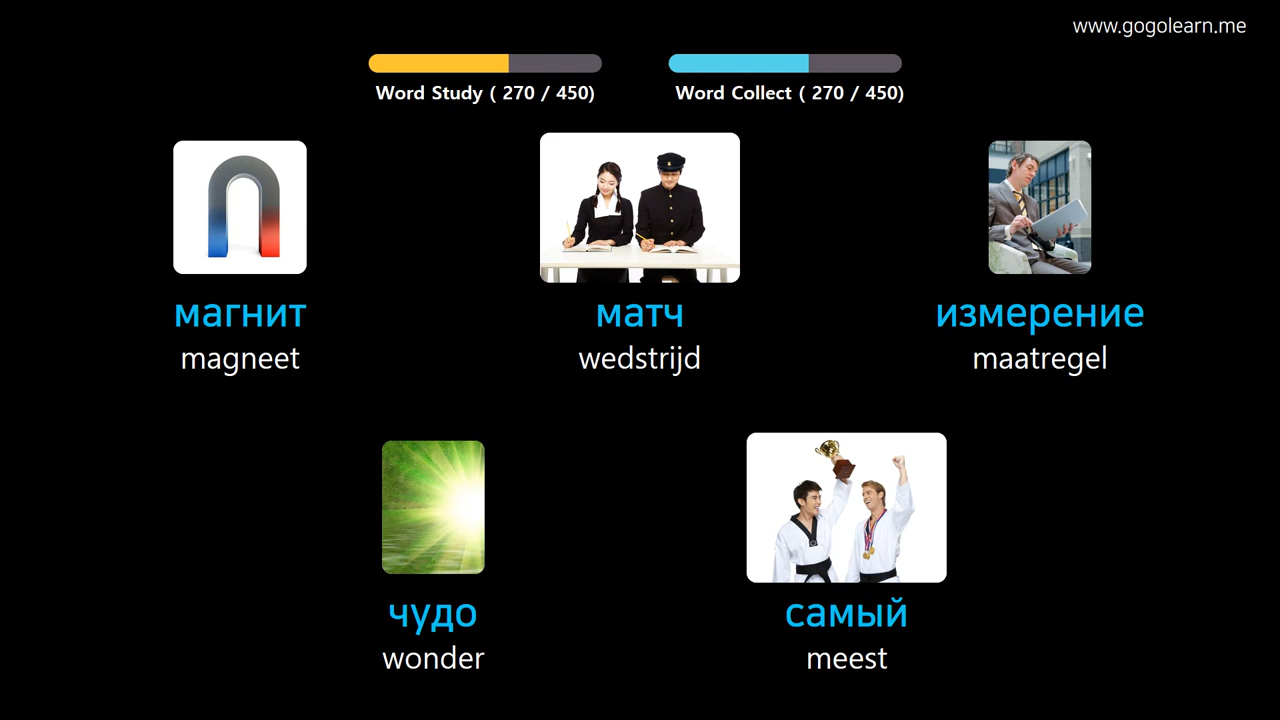 www.gogolearn.me
Word Study ( 270 / 450)
Word Collect ( 270 / 450)
магнит
magneet
матч
wedstrijd
измерение
maatregel
чудо
wonder
самый
meest